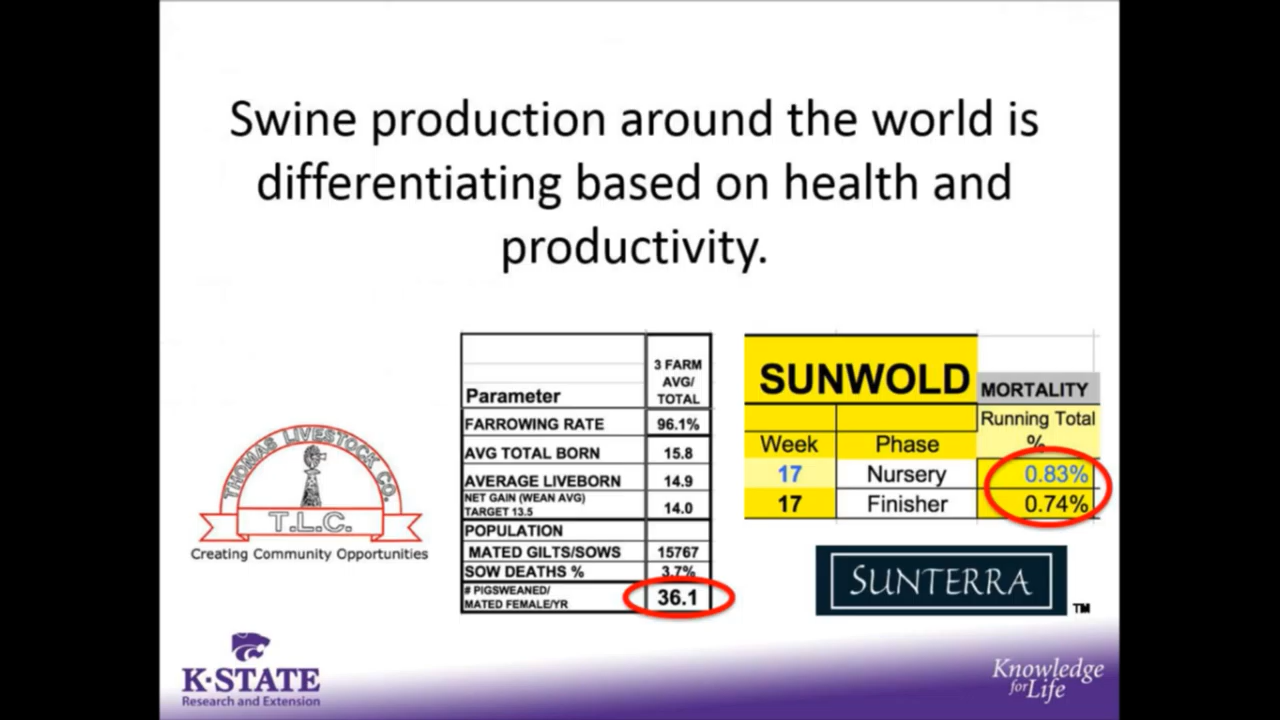 Swine production around the world is
differentiating based on health and
productivity.
THOMAS LIVESTOCK CO.
T.L.C.
Creating Community Opportunities
Parameter
3 FARM
AVG/
TOTAL
FARROWING RATE 96.1%
AVG TOTAL BORN 15.8
AVERAGE LIVEBORN 14.9
NET GAIN (WEAN AVG)
TARGET 13.5 14.0
POPULATION
MATED GILTS/SOWS 15767
SOW DEATHS % 3.7%
# PIGSWEANED/
MATED FEMALE/YR 36.1
SUNWOLD MORTALITY
Running Total
Week Phase %
17 Nursery 0.83%
17 Finisher 0.74%
SUNTERRA
TM
K-STATE
Research and Extension
Knowledge
for Life